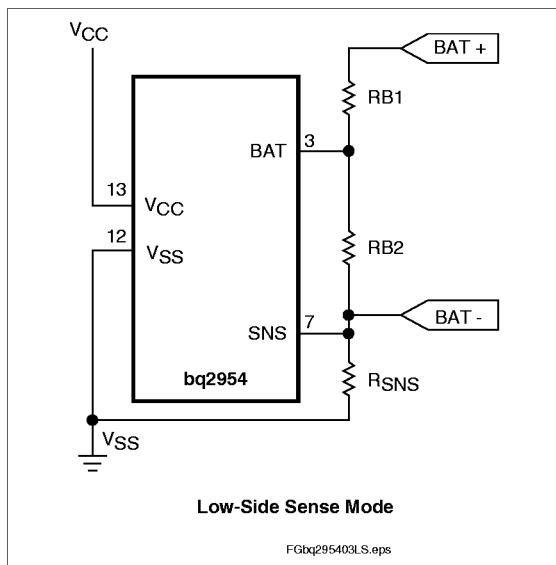 VCC
BAT +
RB1
3
BAT
13
VCC
12
VSS
RB2
BAT -
7
SNS
bq2954
RSNS
VSS
Low-Side Sense Mode
FGbq295403LS.eps